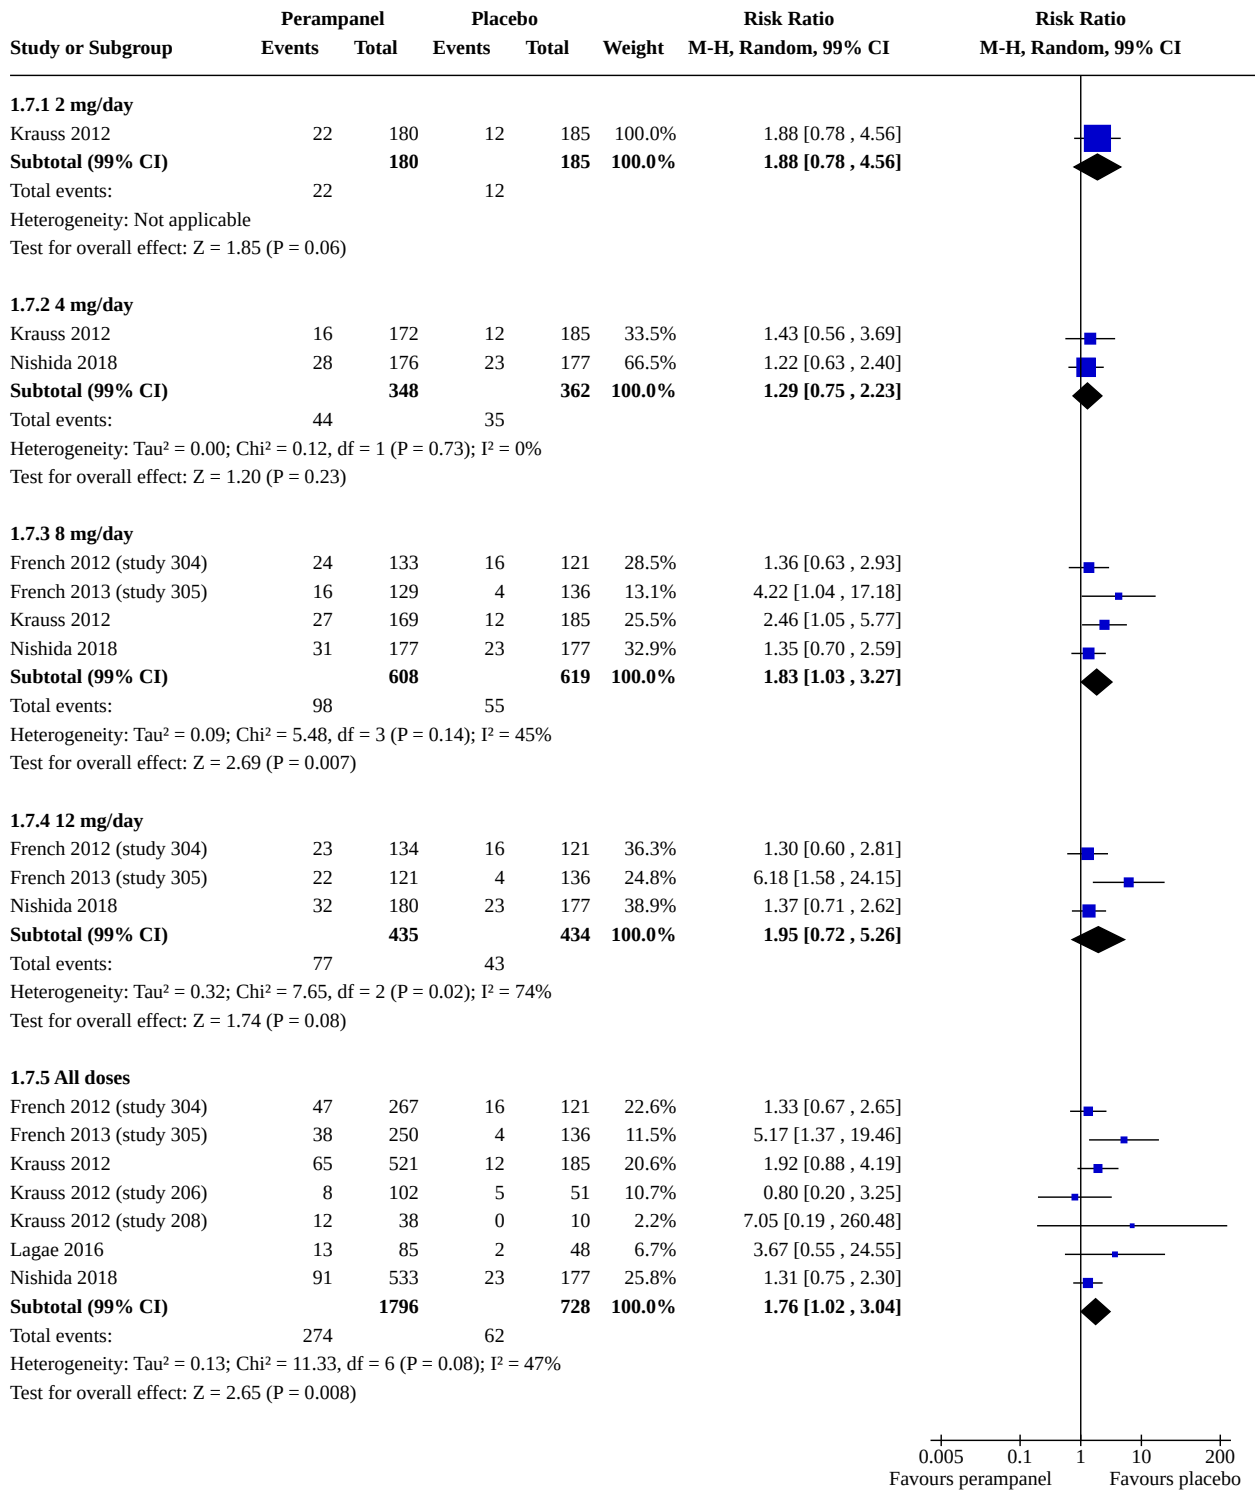 Perampanel Placebo Risk Ratio Risk Ratio
Study or Subgroup Events Total Events Total Weight M-H, Random, 99% CI M-H, Random, 99% CI
1.7.1 2 mg/day
Krauss 2012 22 180 12 185 100.0% 1.88 [0.78 , 4.56]
Subtotal (99% CI) 180 185 100.0% 1.88 [0.78 , 4.56]
Total events: 22 12
Heterogeneity: Not applicable
Test for overall effect: Z = 1.85 (P = 0.06)
1.7.2 4 mg/day
Krauss 2012 16 172 12 185 33.5% 1.43 [0.56 , 3.69]
Nishida 2018 28 176 23 177 66.5% 1.22 [0.63 , 2.40]
Subtotal (99% CI) 348 362 100.0% 1.29 [0.75 , 2.23]
Total events: 44 35
Heterogeneity: Tau² = 0.00; Chi² = 0.12, df = 1 (P = 0.73); I² = 0%
Test for overall effect: Z = 1.20 (P = 0.23)
1.7.3 8 mg/day
French 2012 (study 304) 24 133 16 121 28.5% 1.36 [0.63 , 2.93]
French 2013 (study 305) 16 129 4 136 13.1% 4.22 [1.04 , 17.18]
Krauss 2012 27 169 12 185 25.5% 2.46 [1.05 , 5.77]
Nishida 2018 31 177 23 177 32.9% 1.35 [0.70 , 2.59]
Subtotal (99% CI) 608 619 100.0% 1.83 [1.03 , 3.27]
Total events: 98 55
Heterogeneity: Tau² = 0.09; Chi² = 5.48, df = 3 (P = 0.14); I² = 45%
Test for overall effect: Z = 2.69 (P = 0.007)
1.7.4 12 mg/day
French 2012 (study 304) 23 134 16 121 36.3% 1.30 [0.60 , 2.81]
French 2013 (study 305) 22 121 4 136 24.8% 6.18 [1.58 , 24.15]
Nishida 2018 32 180 23 177 38.9% 1.37 [0.71 , 2.62]
Subtotal (99% CI) 435 434 100.0% 1.95 [0.72 , 5.26]
Total events: 77 43
Heterogeneity: Tau² = 0.32; Chi² = 7.65, df = 2 (P = 0.02); I² = 74%
Test for overall effect: Z = 1.74 (P = 0.08)
1.7.5 All doses
French 2012 (study 304) 47 267 16 121 22.6% 1.33 [0.67 , 2.65]
French 2013 (study 305) 38 250 4 136 11.5% 5.17 [1.37 , 19.46]
Krauss 2012 65 521 12 185 20.6% 1.92 [0.88 , 4.19]
Krauss 2012 (study 206) 8 102 5 51 10.7% 0.80 [0.20 , 3.25]
Krauss 2012 (study 208) 12 38 0 10 2.2% 7.05 [0.19 , 260.48]
Lagae 2016 13 85 2 48 6.7% 3.67 [0.55 , 24.55]
Nishida 2018 91 533 23 177 25.8% 1.31 [0.75 , 2.30]
Subtotal (99% CI) 1796 728 100.0% 1.76 [1.02 , 3.04]
Total events: 274 62
Heterogeneity: Tau² = 0.13; Chi² = 11.33, df = 6 (P = 0.08); I² = 47%
Test for overall effect: Z = 2.65 (P = 0.008)
0.005 0.1 1 10 200
Favours perampanel Favours placebo